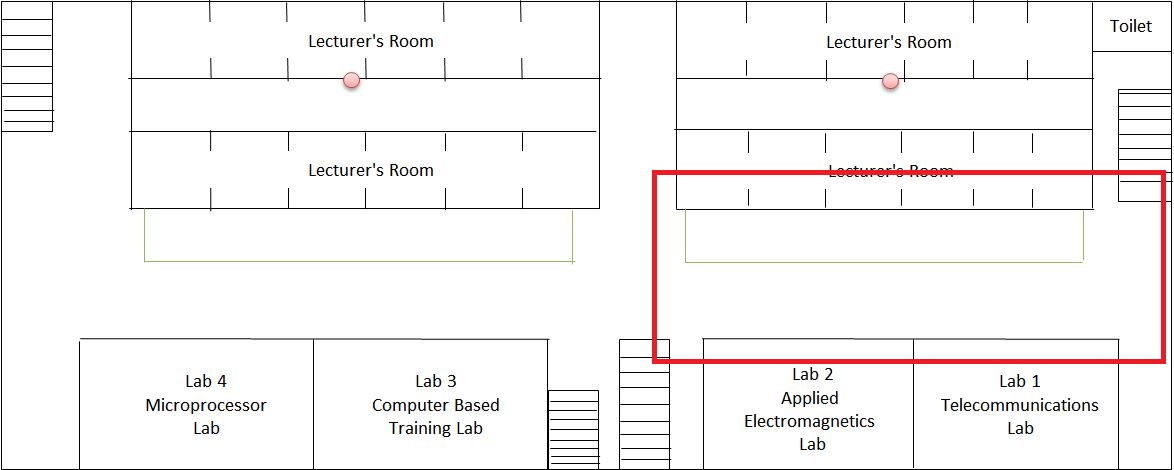 Lecturer's Room
Lecturer's Room
Toilet
Lecturer's Room
Lecturer's Room
Lab 4
Microprocessor
Lab
Lab 3
Computer Based
Training Lab
Lab 2
Applied
Electromagnetics
Lab
Lab 1
Telecommunications
Lab